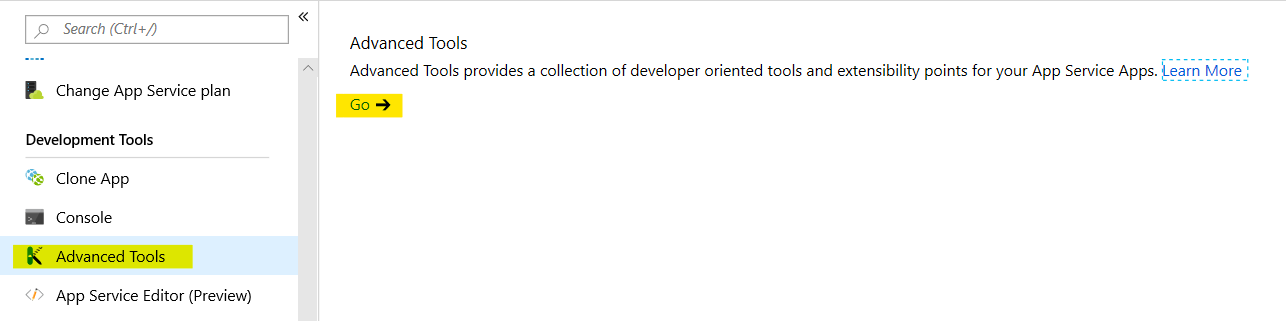 Search (Ctrl+/)
Change App Service plan
Development Tools
Clone App
Console
Advanced Tools
App Service Editor (Preview)
Advanced Tools
Advanced Tools provides a collection of developer oriented tools and extensibility points for your App Service Apps. Learn More
Go